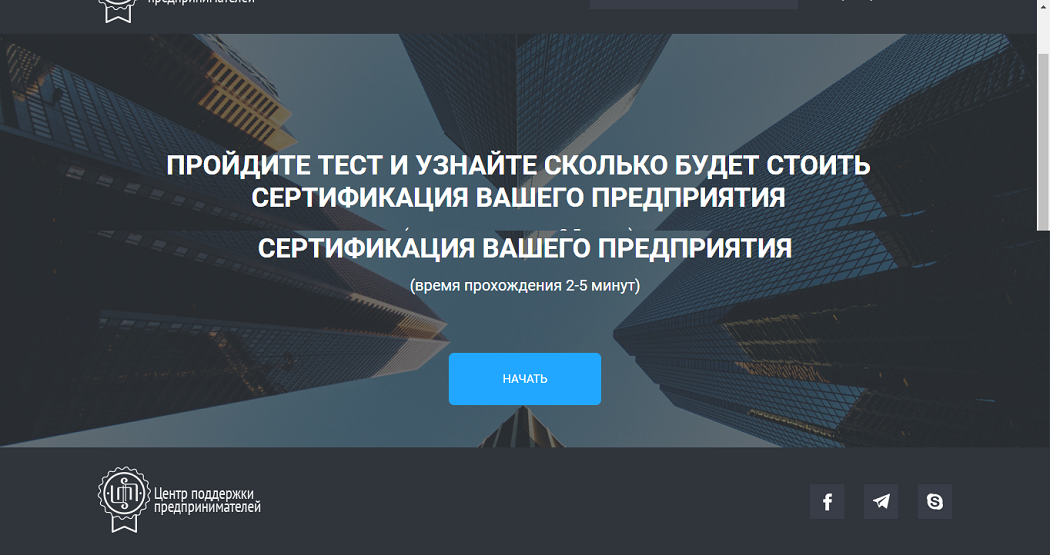 предпринимателей
ПРОЙДИТЕ ТЕСТ И УЗНАЙТЕ СКОЛЬКО БУДЕТ СТОИТЬ
СЕРТИФИКАЦИЯ ВАШЕГО ПРЕДПРИЯТИЯ
СЕРТИФИКАЦИЯ ВАШЕГО ПРЕДПРИЯТИЯ
(время прохождения 2-5 минут)
НАЧАТЬ
Центр поддержки
предпринимателей